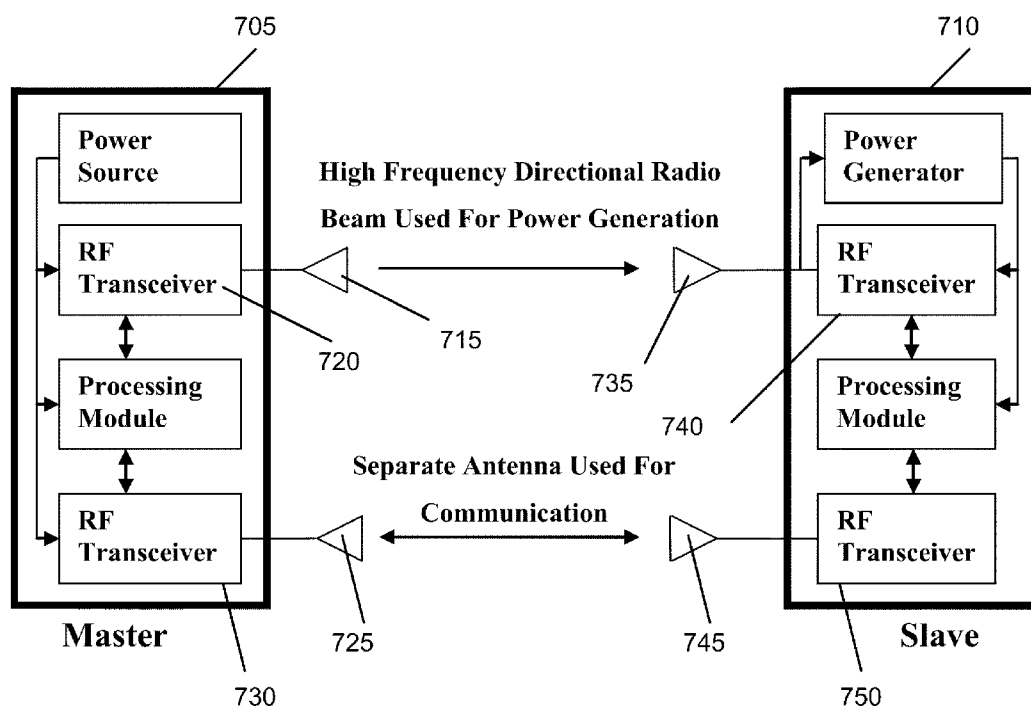 705
710
Power
Source
Power
Generator
High Frequency Directional Radio
Beam Used For Power Generation
RF
Transceiver
RF
Transceiver
720
715
735
740
Processing
Module
Processing
Module
Separate Antenna Used For
Communication
RF
Transceiver
RF
Transceiver
Master
725
745
Slave
730
750